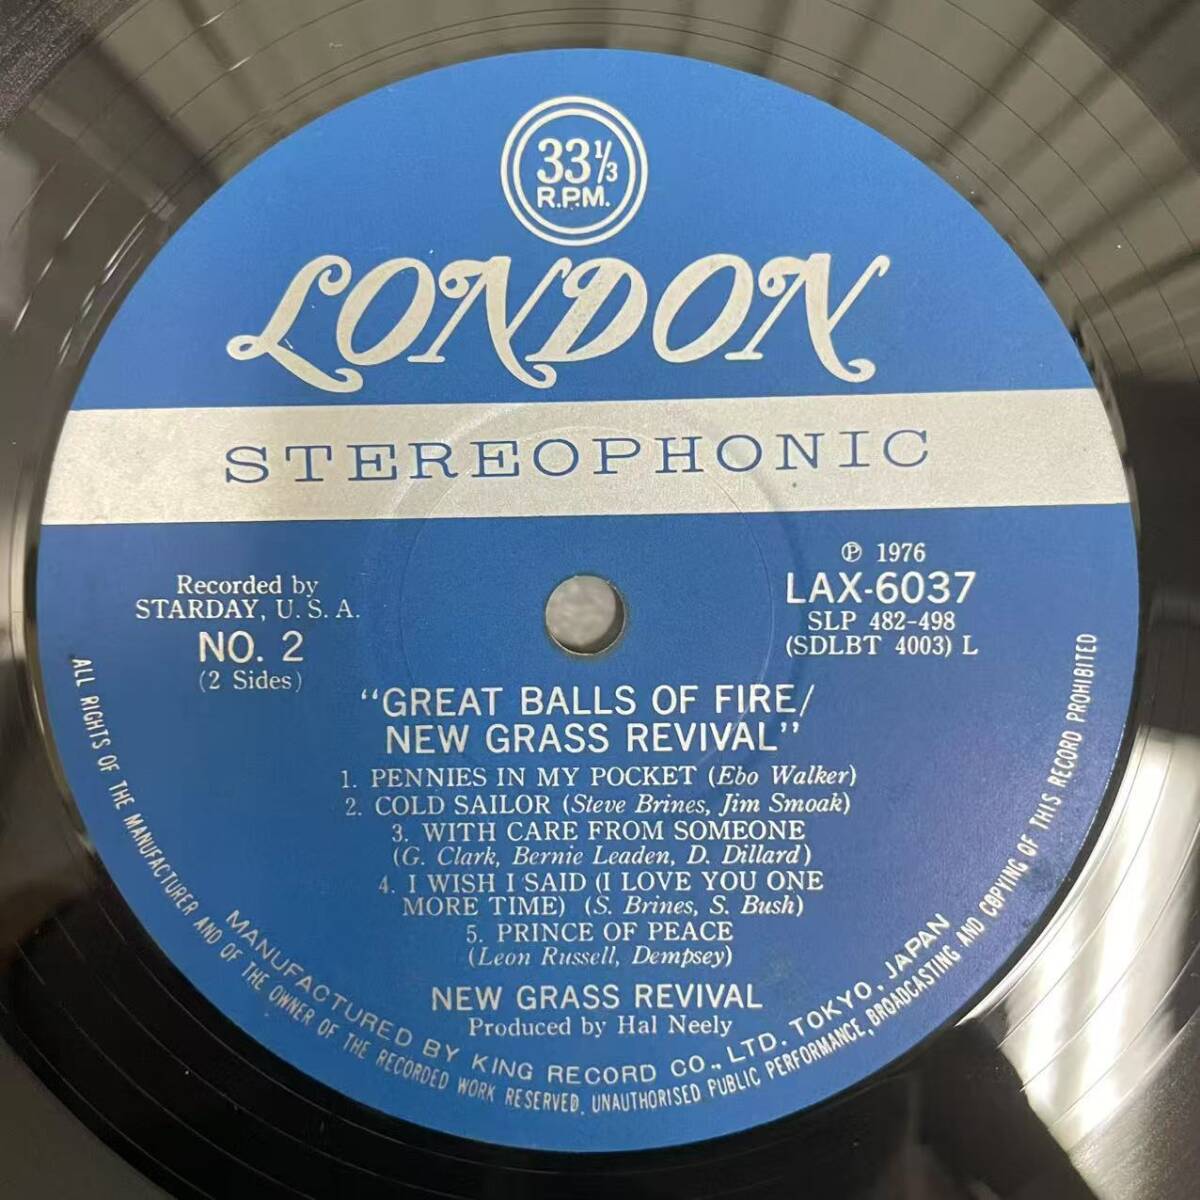 33⅓
R.P.M.
LONDON
STEREOPHONIC
Recorded by
STARDAY, U.S.A.
NO. 2
(2 Sides)
℗ 1976
LAX-6037
SLP 482-498
(SDLBT 4003) L
"GREAT BALLS OF FIRE/
NEW GRASS REVIVAL"
1. PENNIES IN MY POCKET (Ebo Walker)
2. COLD SAILOR (Steve Brines, Jim Smoak)
3. WITH CARE FROM SOMEONE
(G. Clark, Bernie Leaden, D. Dillard)
4. I WISH I SAID (I LOVE YOU ONE
MORE TIME) (S. Brines, S. Bush)
5. PRINCE OF PEACE
(Leon Russell, Dempsey)
NEW GRASS REVIVAL
Produced by Hal Neely
MANUFACTURED BY KING RECORD CO., LTD. TOKYO, JAPAN
ALL RIGHTS OF THE MANUFACTURER AND OF THE OWNER OF THE RECORDED WORK RESERVED. UNAUTHORISED PUBLIC PERFORMANCE, BROADCASTING AND COPYING OF THIS RECORD PROHIBITED